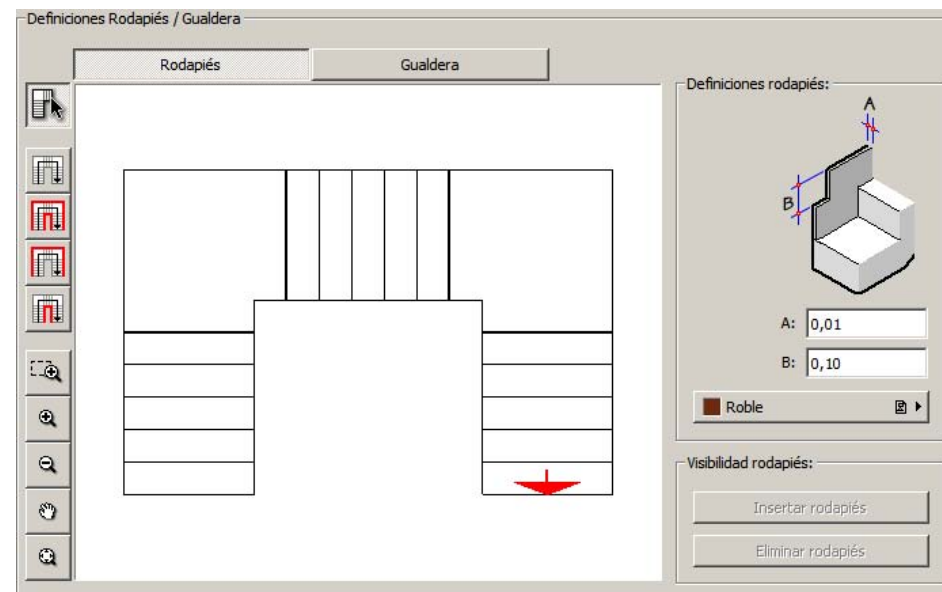 Definiciones Rodapiés / Gualdera
Rodapiés
Gualdera
Definiciones rodapiés:
A
B
A: 0,01
B: 0,10
Roble
Visibilidad rodapiés:
Insertar rodapiés
Eliminar rodapiés